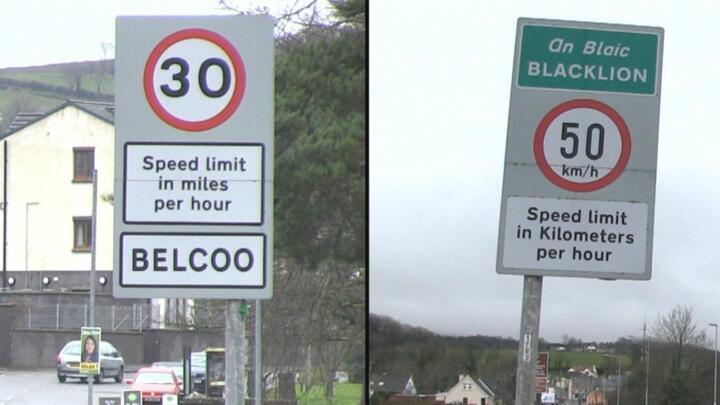 30
Speed limit
in miles
per hour
BELCOO
An Blaic
BLACKLION
50
km/h
Speed limit
in Kilometers
per hour